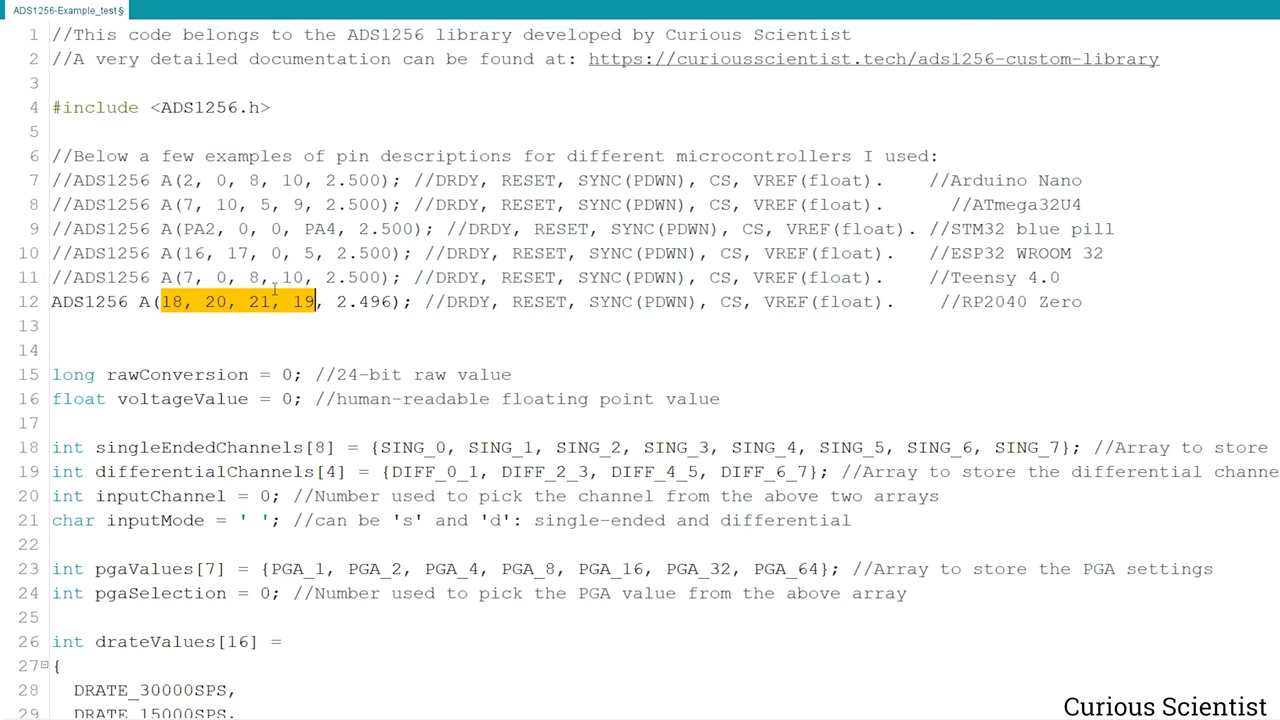 ADS1256-Example_test §
1 //This code belongs to the ADS1256 library developed by Curious Scientist
2 //A very detailed documentation can be found at: https://curiousscientist.tech/ads1256-custom-library
3
4 #include <ADS1256.h>
5
6 //Below a few examples of pin descriptions for different microcontrollers I used:
7 //ADS1256 A(2, 0, 8, 10, 2.500); //DRDY, RESET, SYNC(PDWN), CS, VREF(float). //Arduino Nano
8 //ADS1256 A(7, 10, 5, 9, 2.500); //DRDY, RESET, SYNC(PDWN), CS, VREF(float). //ATmega32U4
9 //ADS1256 A(PA2, 0, 0, PA4, 2.500); //DRDY, RESET, SYNC(PDWN), CS, VREF(float). //STM32 blue pill
10 //ADS1256 A(16, 17, 0, 5, 2.500); //DRDY, RESET, SYNC(PDWN), CS, VREF(float). //ESP32 WROOM 32
11 //ADS1256 A(7, 0, 8, 10, 2.500); //DRDY, RESET, SYNC(PDWN), CS, VREF(float). //Teensy 4.0
12 ADS1256 A(18, 20, 21, 19, 2.496); //DRDY, RESET, SYNC(PDWN), CS, VREF(float). //RP2040 Zero
13
14
15 long rawConversion = 0; //24-bit raw value
16 float voltageValue = 0; //human-readable floating point value
17
18 int singleEndedChannels[8] = {SING_0, SING_1, SING_2, SING_3, SING_4, SING_5, SING_6, SING_7}; //Array to store
19 int differentialChannels[4] = {DIFF_0_1, DIFF_2_3, DIFF_4_5, DIFF_6_7}; //Array to store the differential channe
20 int inputChannel = 0; //Number used to pick the channel from the above two arrays
21 char inputMode = ' '; //can be 's' and 'd': single-ended and differential
22
23 int pgaValues[7] = {PGA_1, PGA_2, PGA_4, PGA_8, PGA_16, PGA_32, PGA_64}; //Array to store the PGA settings
24 int pgaSelection = 0; //Number used to pick the PGA value from the above array
25
26 int drateValues[16] =
27 {
28 DRATE_30000SPS,
29 DRATE_15000SPS,
Curious Scientist